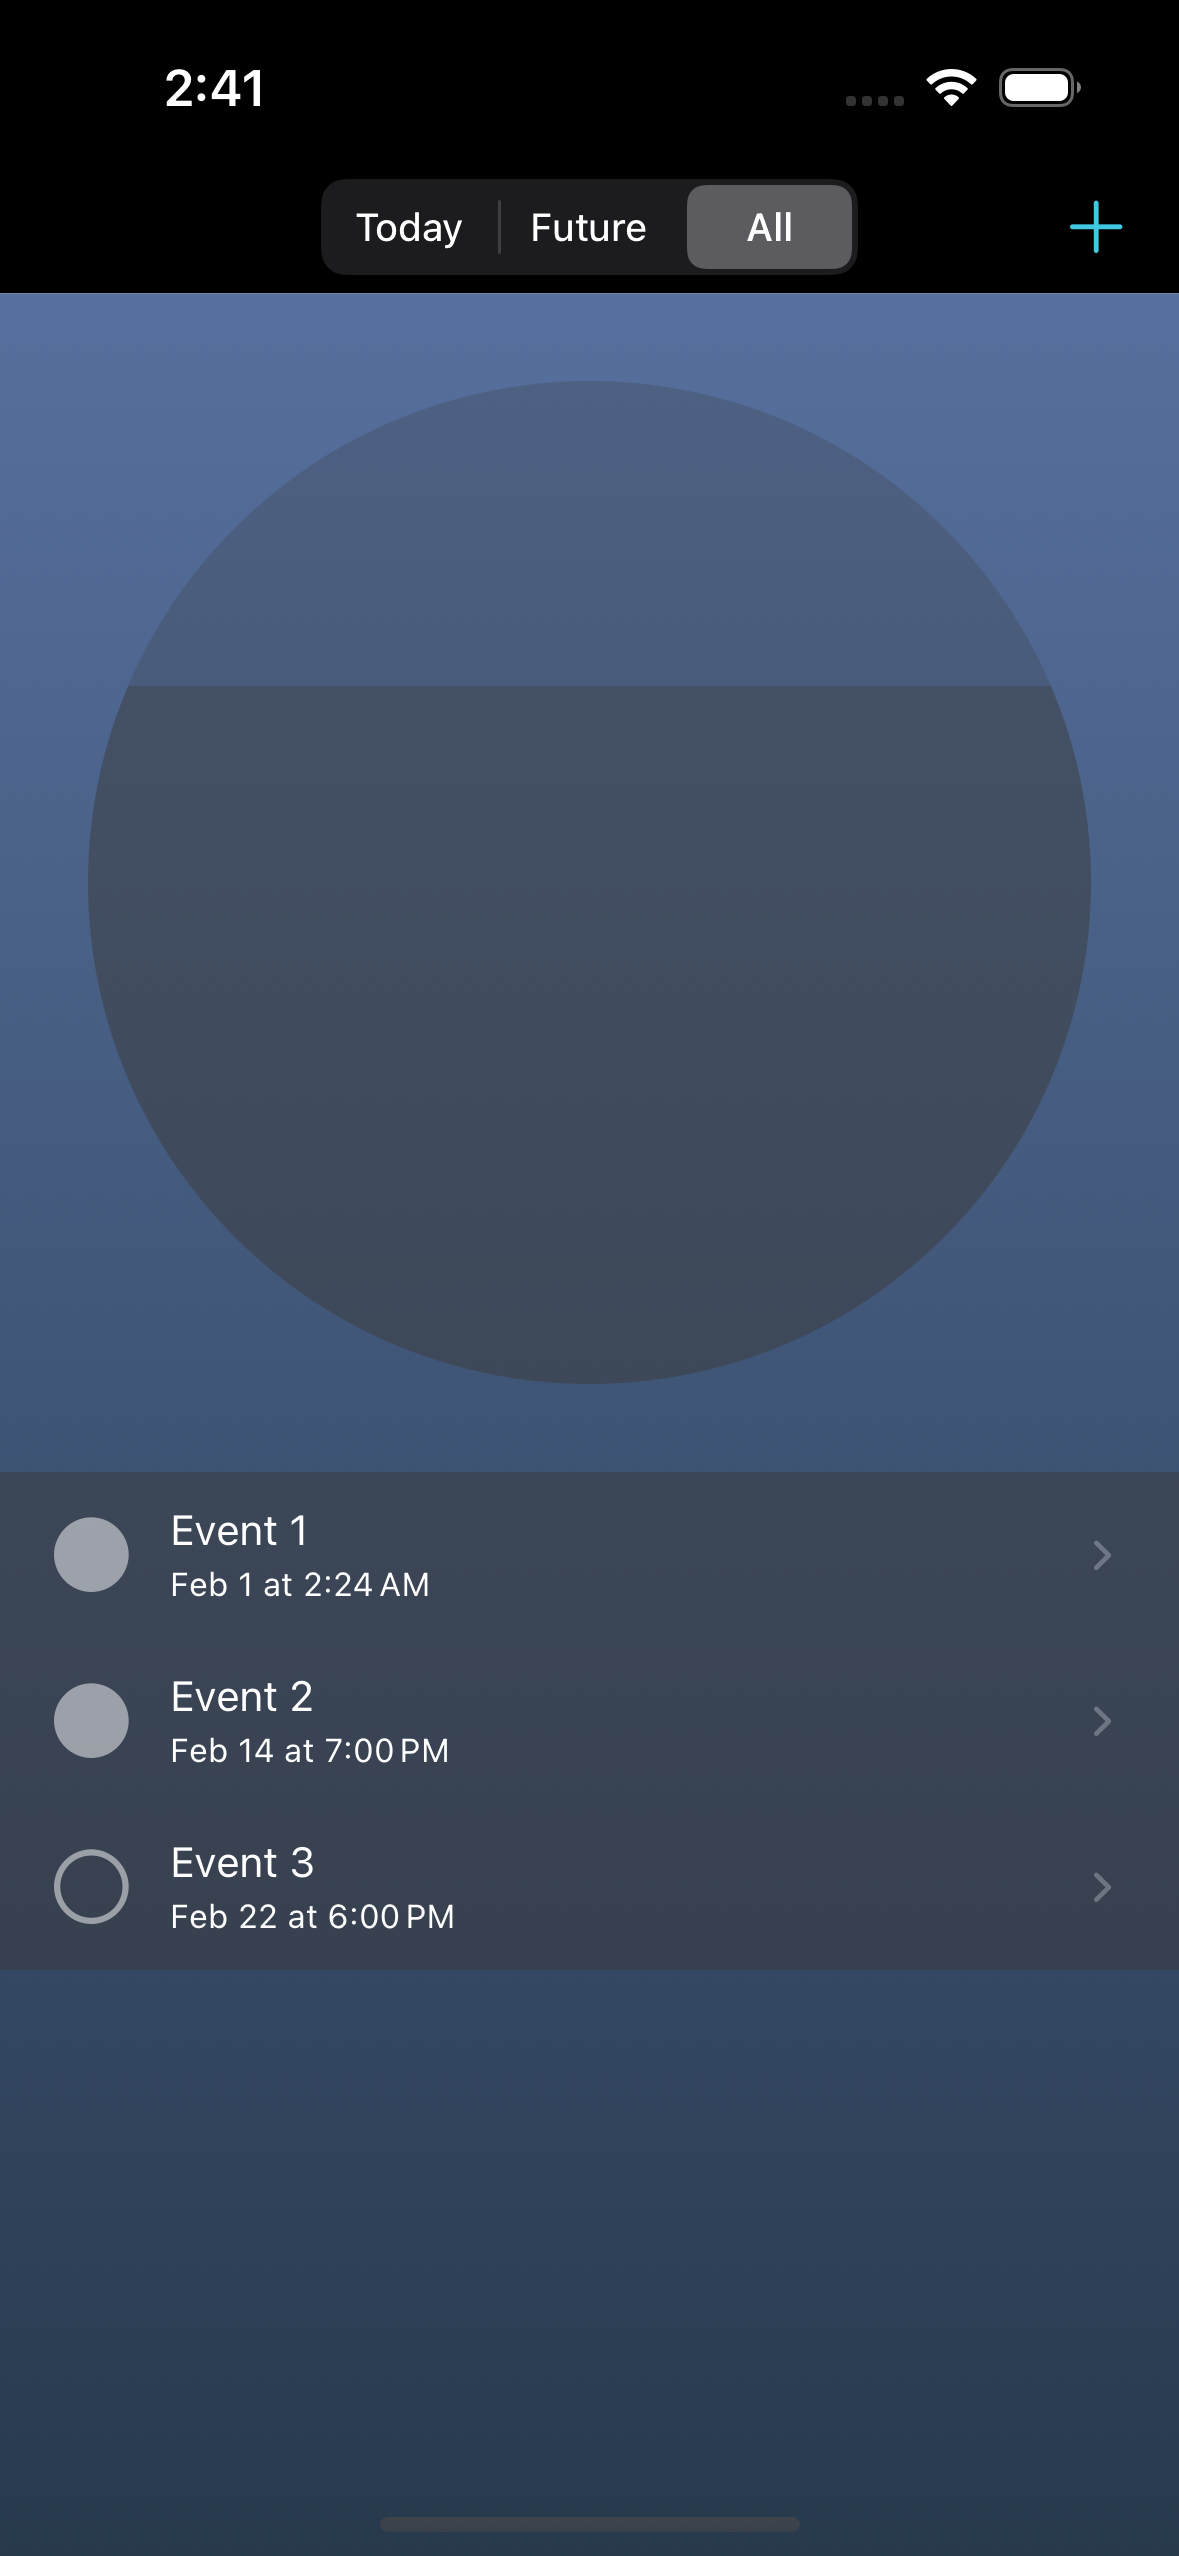 2:41
Today Future All
Event 1
Feb 1 at 2:24 AM
Event 2
Feb 14 at 7:00 PM
Event 3
Feb 22 at 6:00 PM